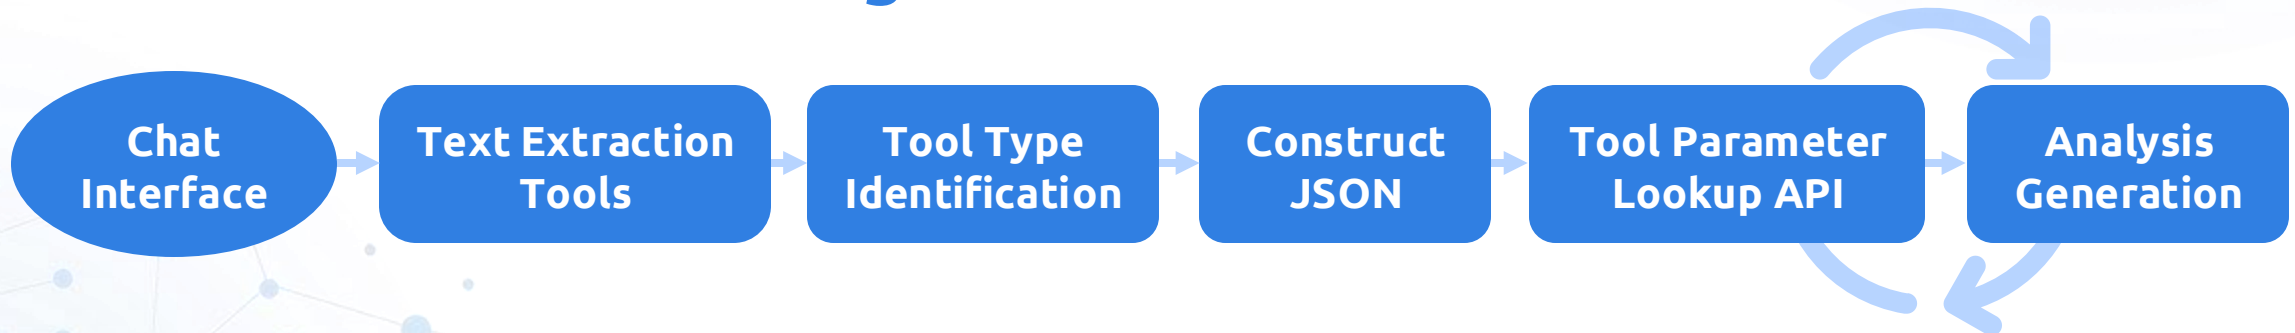 Chat
Interface
Text Extraction
Tools
Tool Type
Identification
Construct
JSON
Tool Parameter
Lookup API
Analysis
Generation